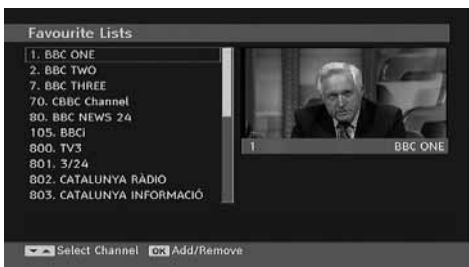 Favourite Lists
1. BBC ONE
2. BBC TWO
7. BBC THREE
70. CBBC Channel
80. BBC NEWS 24
105. BBCi
800. TV3
801. 3/24
802. CATALUNYA RÀDIO
803. CATALUNYA INFORMACIÓ
1 BBC ONE
Select Channel OK Add/Remove